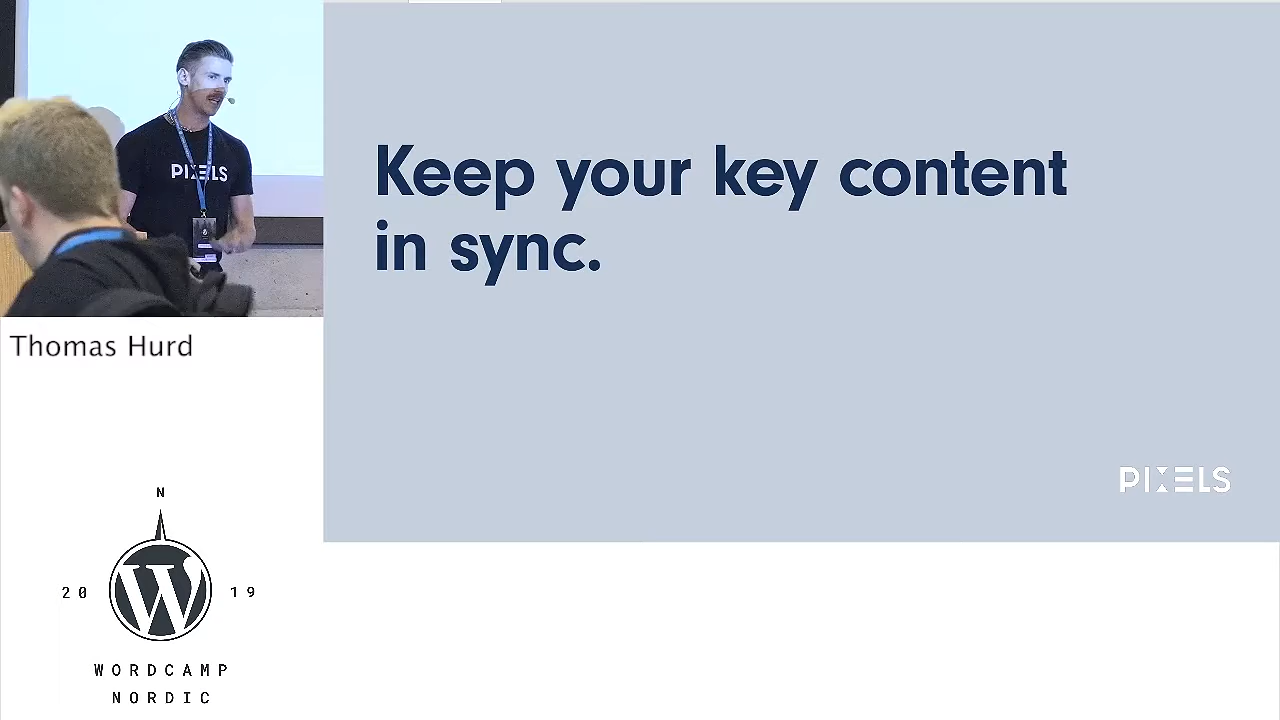 PIXELS
Keep your key content
in sync.
PIXELS
Thomas Hurd
N
20 19
WORDCAMP
NORDIC